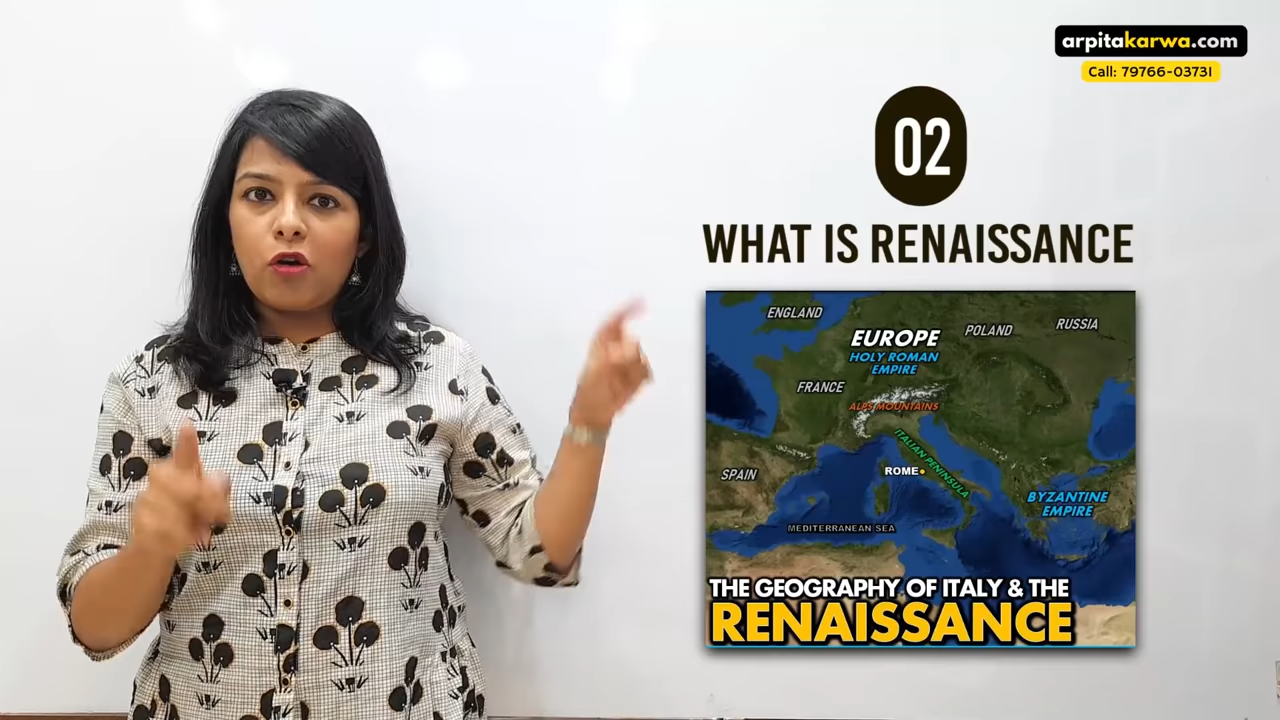 arpitakarwa.com
Call: 79766-03731
02
WHAT IS RENAISSANCE
ENGLAND
EUROPE
POLAND
RUSSIA
HOLY ROMAN
EMPIRE
FRANCE
ALPS MOUNTAINS
ITALIAN PENINSULA
ROME
SPAIN
BYZANTINE
EMPIRE
MEDITERRANEAN SEA
THE GEOGRAPHY OF ITALY & THE
RENAISSANCE